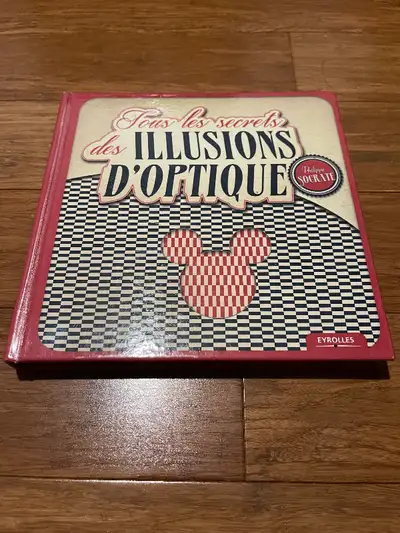 Tous les secrets
des ILLUSIONS
D'OPTIQUE
Philippe
SOCRATE
EYROLLES